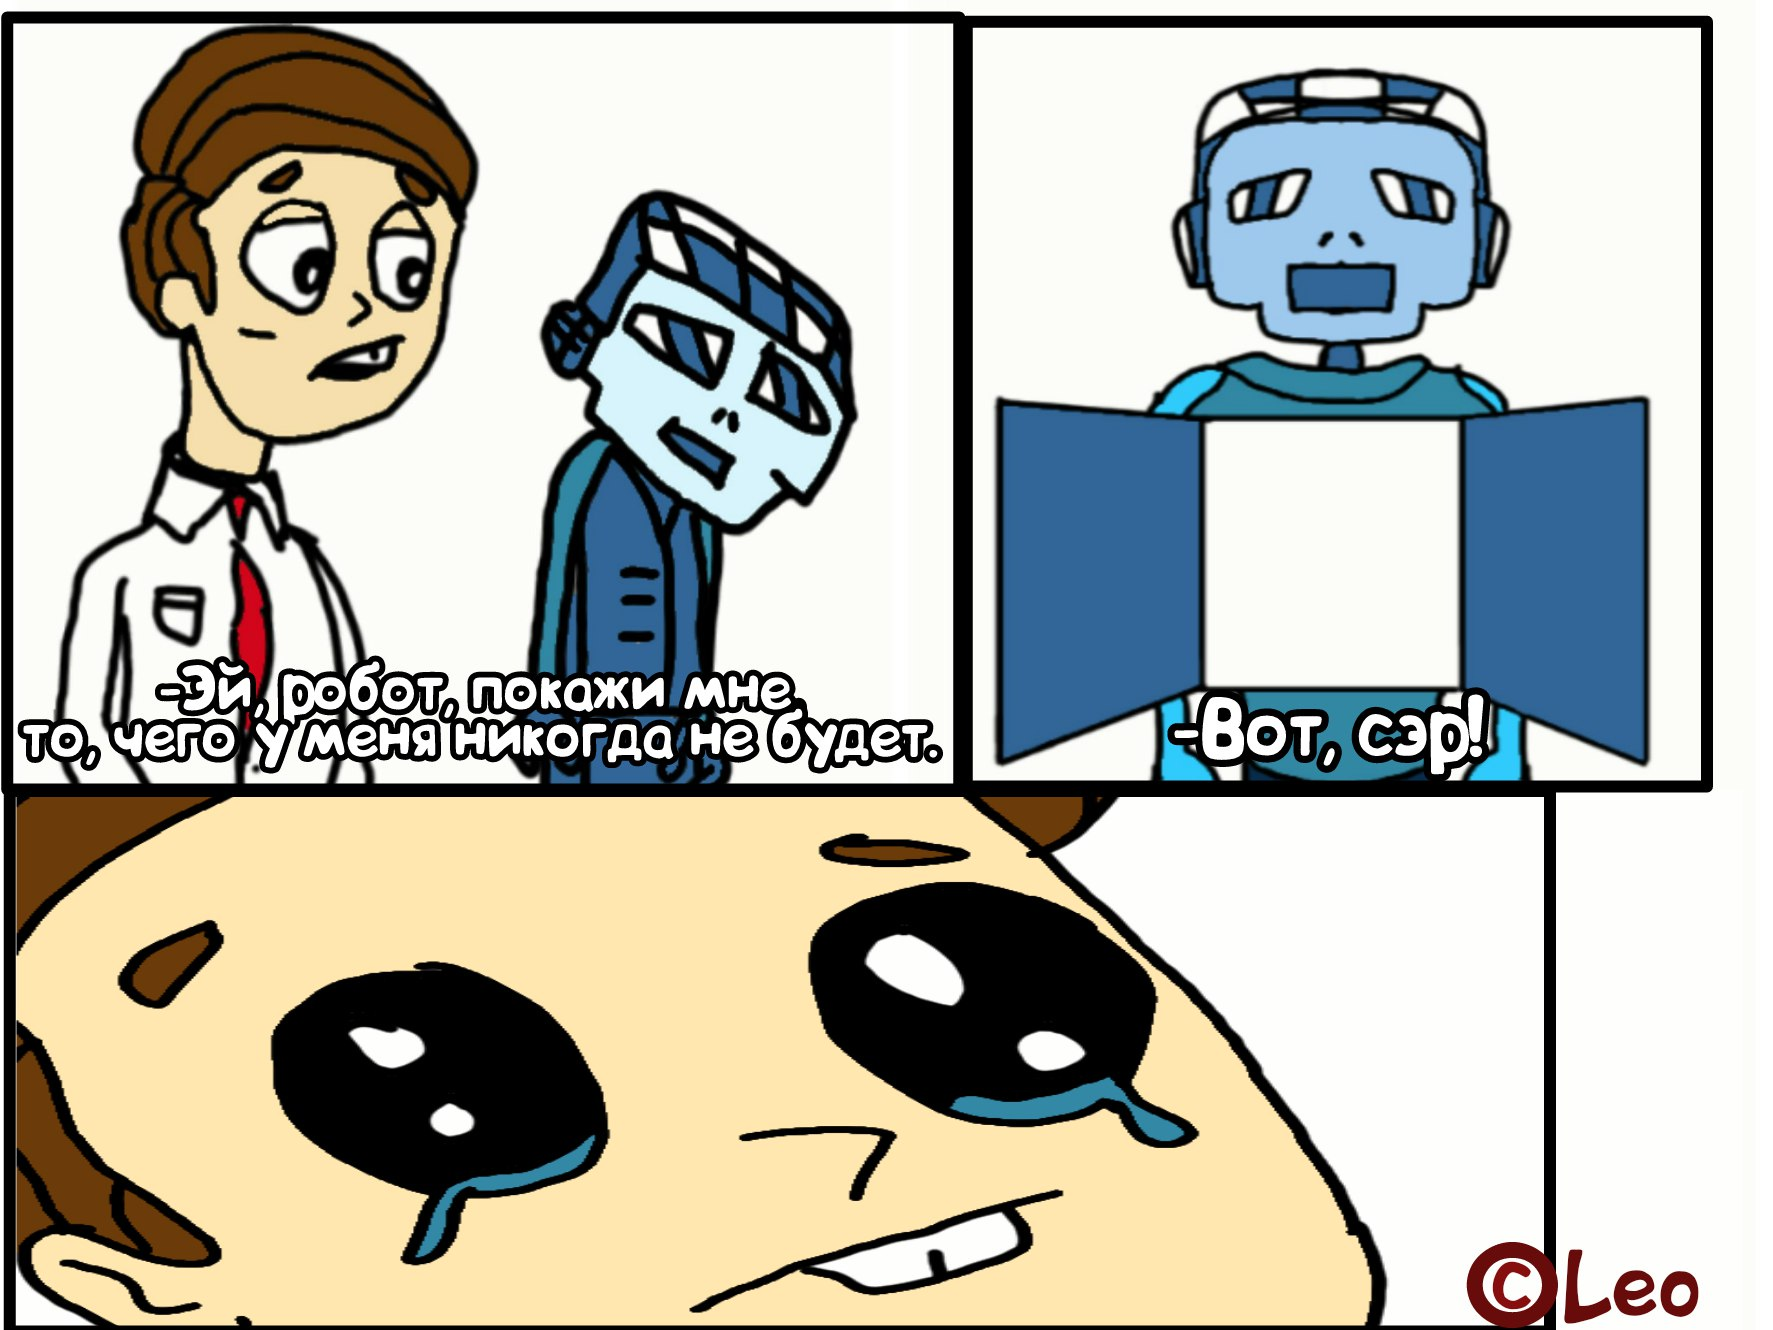 -Эй, робот, покажи мне,
то, чего у меня никогда не будет.
-Вот, сэр!
©Leo